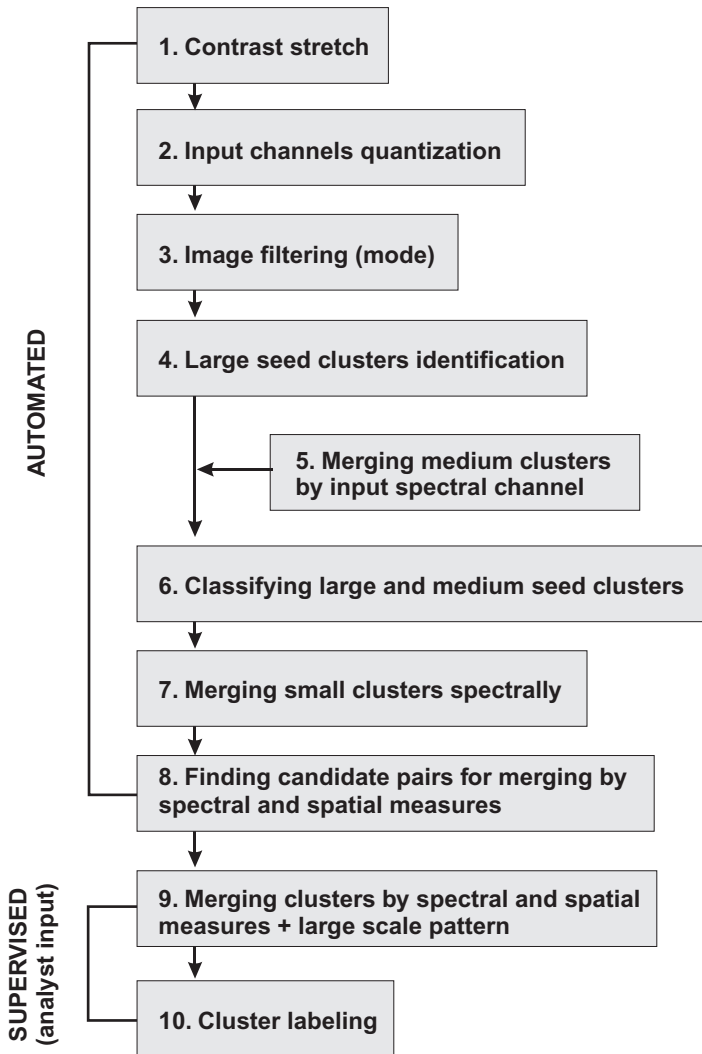 1. Contrast stretch
2. Input channels quantization
3. Image filtering (mode)
4. Large seed clusters identification
AUTOMATED
5. Merging medium clusters
by input spectral channel
6. Classifying large and medium seed clusters
7. Merging small clusters spectrally
8. Finding candidate pairs for merging by
spectral and spatial measures
9. Merging clusters by spectral and spatial
measures + large scale pattern
SUPERVISED
(analyst input)
10. Cluster labeling